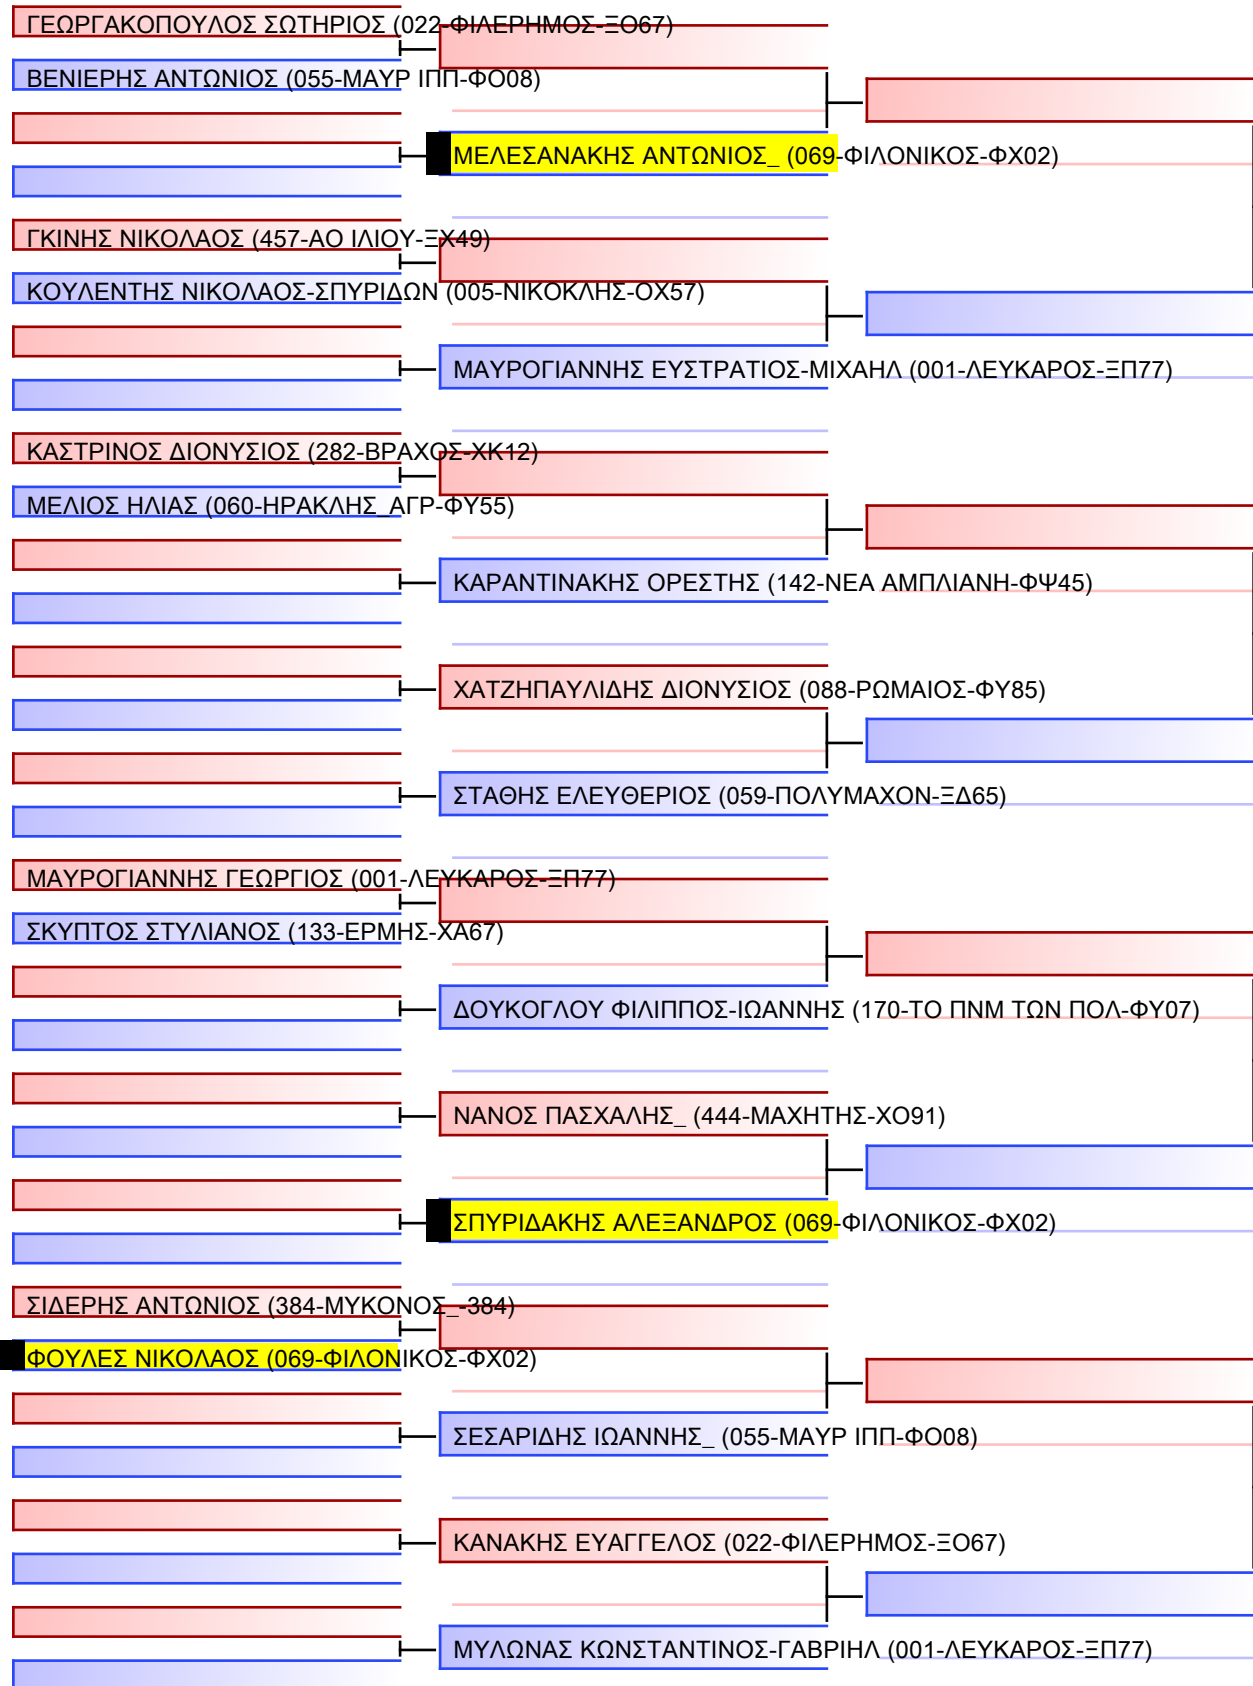 ΓΕΩΡΓΑΚΟΠΟΥΛΟΣ ΣΩΤΗΡΙΟΣ (022-ΦΙΛΕΡΗΜΟΣ-ΞΟ67)
ΒΕΝΙΕΡΗΣ ΑΝΤΩΝΙΟΣ (055-ΜΑΥΡ ΙΠΠ-ΦΟ08)
ΜΕΛΕΣΑΝΑΚΗΣ ΑΝΤΩΝΙΟΣ_ (069-ΦΙΛΟΝΙΚΟΣ-ΦΧ02)
ΓΚΙΝΗΣ ΝΙΚΟΛΑΟΣ (457-ΑΟ ΙΛΙΟΥ-ΞΧ49)
ΚΟΥΛΕΝΤΗΣ ΝΙΚΟΛΑΟΣ-ΣΠΥΡΙΔΩΝ (005-ΝΙΚΟΚΛΗΣ-ΟΧ57)
ΜΑΥΡΟΓΙΑΝΝΗΣ ΕΥΣΤΡΑΤΙΟΣ-ΜΙΧΑΗΛ (001-ΛΕΥΚΑΡΟΣ-ΞΠ77)
ΚΑΣΤΡΙΝΟΣ ΔΙΟΝΥΣΙΟΣ (282-ΒΡΑΧΟΣ-ΧΚ12)
ΜΕΛΙΟΣ ΗΛΙΑΣ (060-ΗΡΑΚΛΗΣ_ΑΓΡ-ΦΥ55)
ΚΑΡΑΝΤΙΝΑΚΗΣ ΟΡΕΣΤΗΣ (142-ΝΕΑ ΑΜΠΛΙΑΝΗ-ΦΨ45)
ΧΑΤΖΗΠΑΥΛΙΔΗΣ ΔΙΟΝΥΣΙΟΣ (088-ΡΩΜΑΙΟΣ-ΦΥ85)
ΣΤΑΘΗΣ ΕΛΕΥΘΕΡΙΟΣ (059-ΠΟΛΥΜΑΧΟΝ-ΞΔ65)
ΜΑΥΡΟΓΙΑΝΝΗΣ ΓΕΩΡΓΙΟΣ (001-ΛΕΥΚΑΡΟΣ-ΞΠ77)
ΣΚΥΠΤΟΣ ΣΤΥΛΙΑΝΟΣ (133-ΕΡΜΗΣ-ΧΑ67)
ΔΟΥΚΟΓΛΟΥ ΦΙΛΙΠΠΟΣ-ΙΩΑΝΝΗΣ (170-ΤΟ ΠΝΜ ΤΩΝ ΠΟΛ-ΦΥ07)
ΝΑΝΟΣ ΠΑΣΧΑΛΗΣ_ (444-ΜΑΧΗΤΗΣ-ΧΟ91)
ΣΠΥΡΙΔΑΚΗΣ ΑΛΕΞΑΝΔΡΟΣ (069-ΦΙΛΟΝΙΚΟΣ-ΦΧ02)
ΣΙΔΕΡΗΣ ΑΝΤΩΝΙΟΣ (384-ΜΥΚΟΝΟΣ_-384)
ΦΟΥΛΕΣ ΝΙΚΟΛΑΟΣ (069-ΦΙΛΟΝΙΚΟΣ-ΦΧ02)
ΣΕΣΑΡΙΔΗΣ ΙΩΑΝΝΗΣ_ (055-ΜΑΥΡ ΙΠΠ-ΦΟ08)
ΚΑΝΑΚΗΣ ΕΥΑΓΓΕΛΟΣ (022-ΦΙΛΕΡΗΜΟΣ-ΞΟ67)
ΜΥΛΩΝΑΣ ΚΩΝΣΤΑΝΤΙΝΟΣ-ΓΑΒΡΙΗΛ (001-ΛΕΥΚΑΡΟΣ-ΞΠ77)